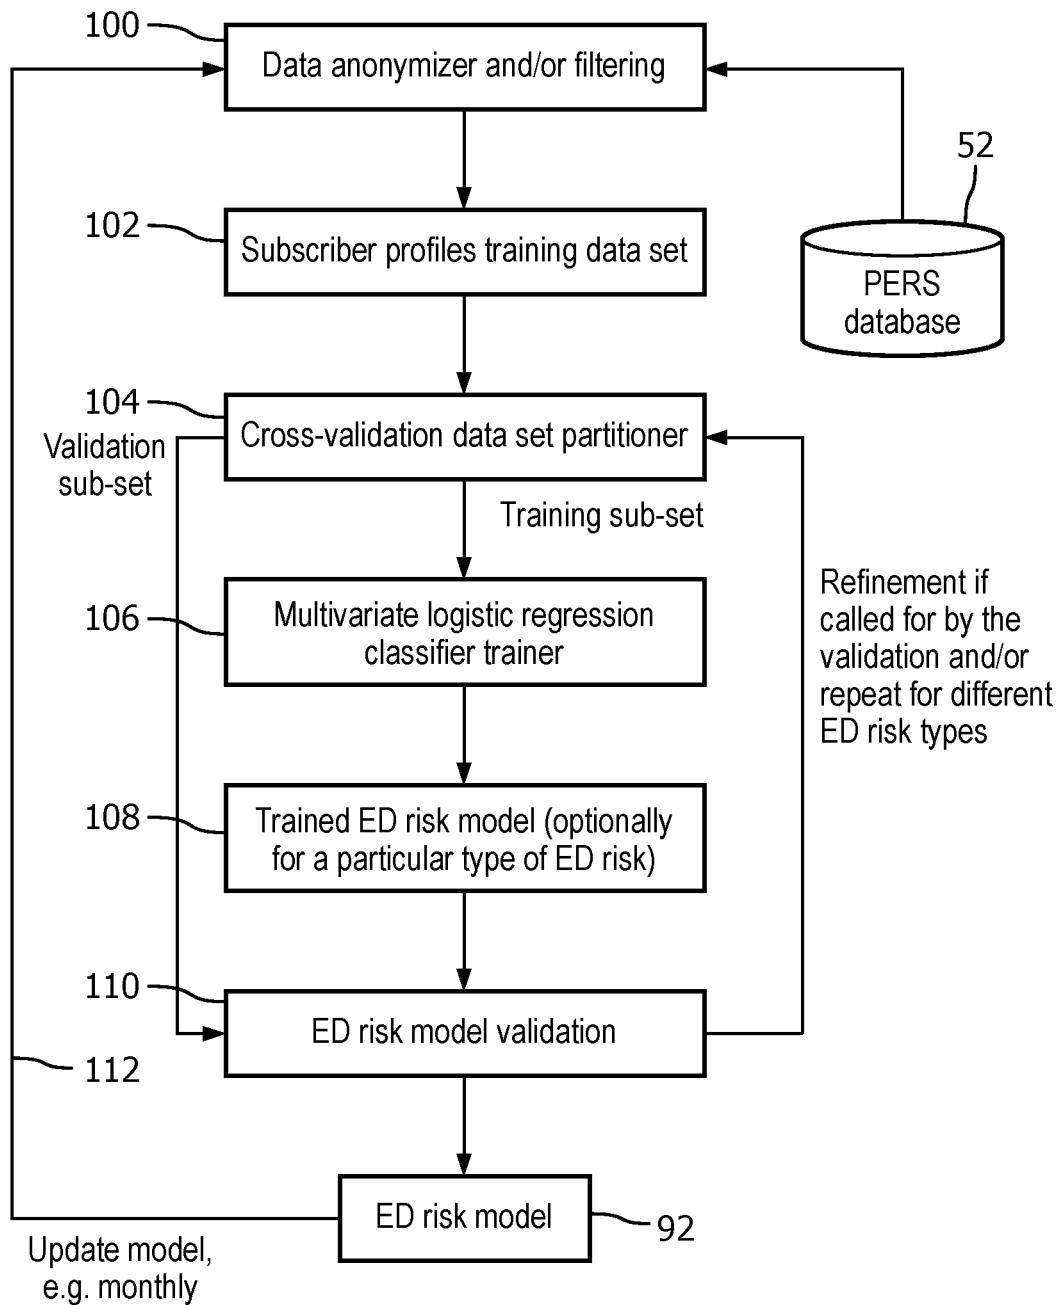 100
Data anonymizer and/or filtering
52
102
Subscriber profiles training data set
PERS
database
104
Cross-validation data set partitioner
Validation
sub-set
Training sub-set
106
Multivariate logistic regression
classifier trainer
Refinement if
called for by the
validation and/or
repeat for different
ED risk types
108
Trained ED risk model (optionally
for a particular type of ED risk)
110
ED risk model validation
112
ED risk model
92
Update model,
e.g. monthly